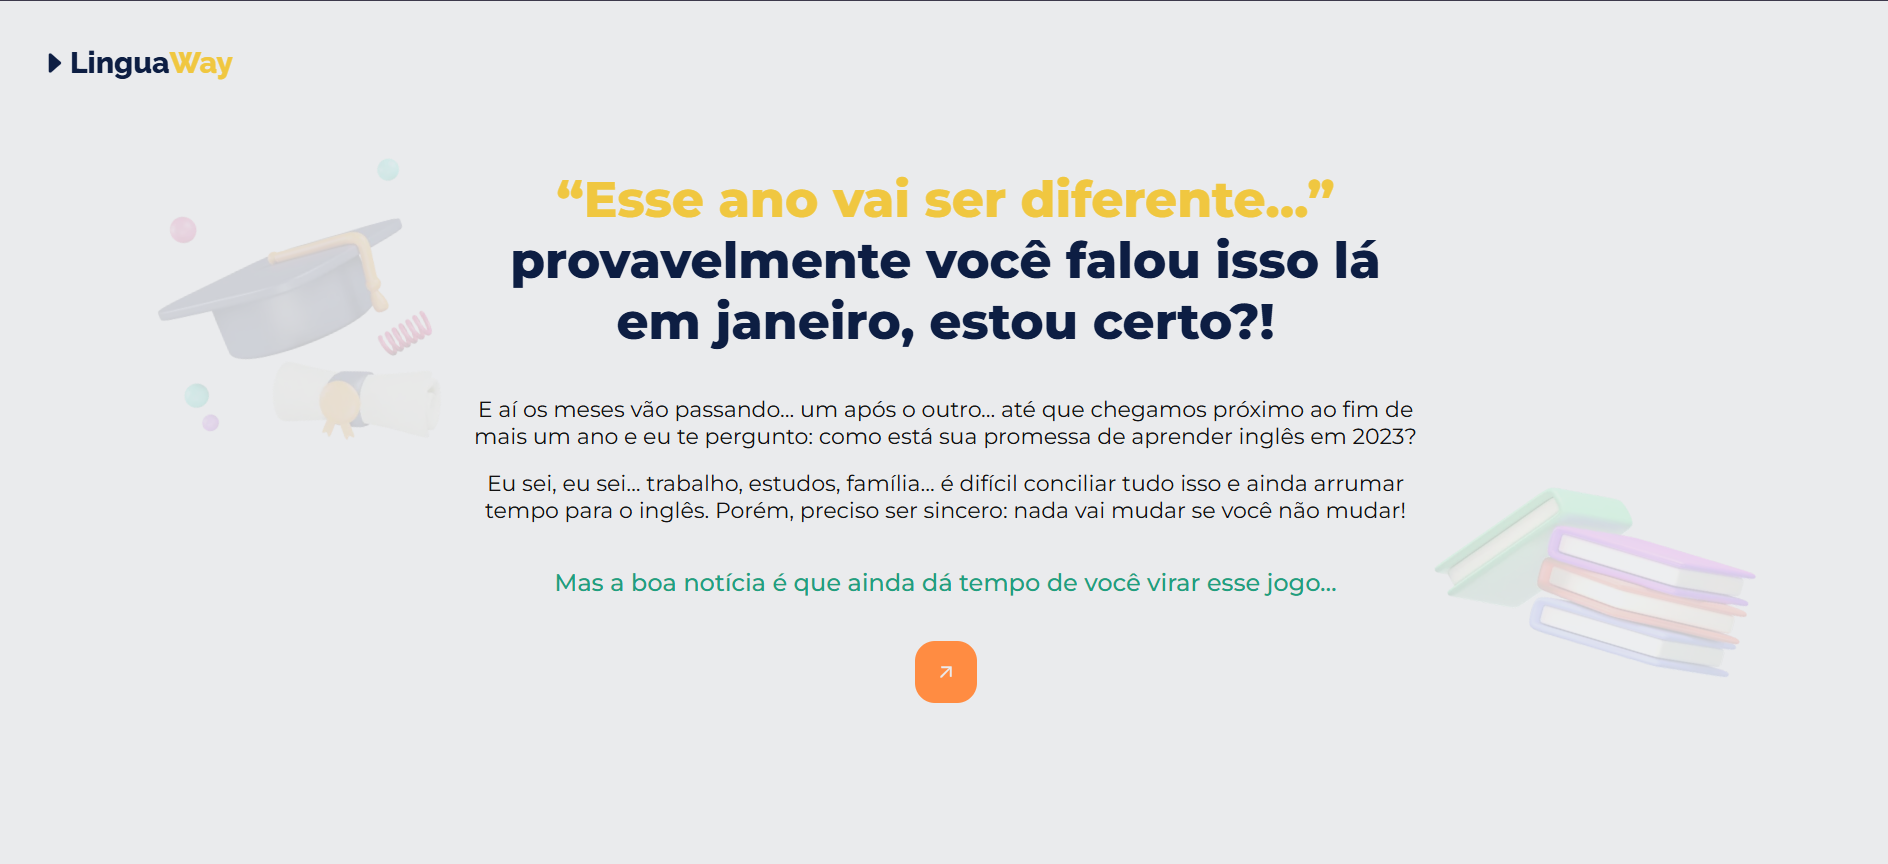 LinguaWay
“Esse ano vai ser diferente...”
provavelmente você falou isso lá
em janeiro, estou certo?!
E aí os meses vão passando... um após o outro... até que chegamos próximo ao fim de
mais um ano e eu te pergunto: como está sua promessa de aprender inglês em 2023?
Eu sei, eu sei... trabalho, estudos, família... é difícil conciliar tudo isso e ainda arrumar
tempo para o inglês. Porém, preciso ser sincero: nada vai mudar se você não mudar!
Mas a boa notícia é que ainda dá tempo de você virar esse jogo...